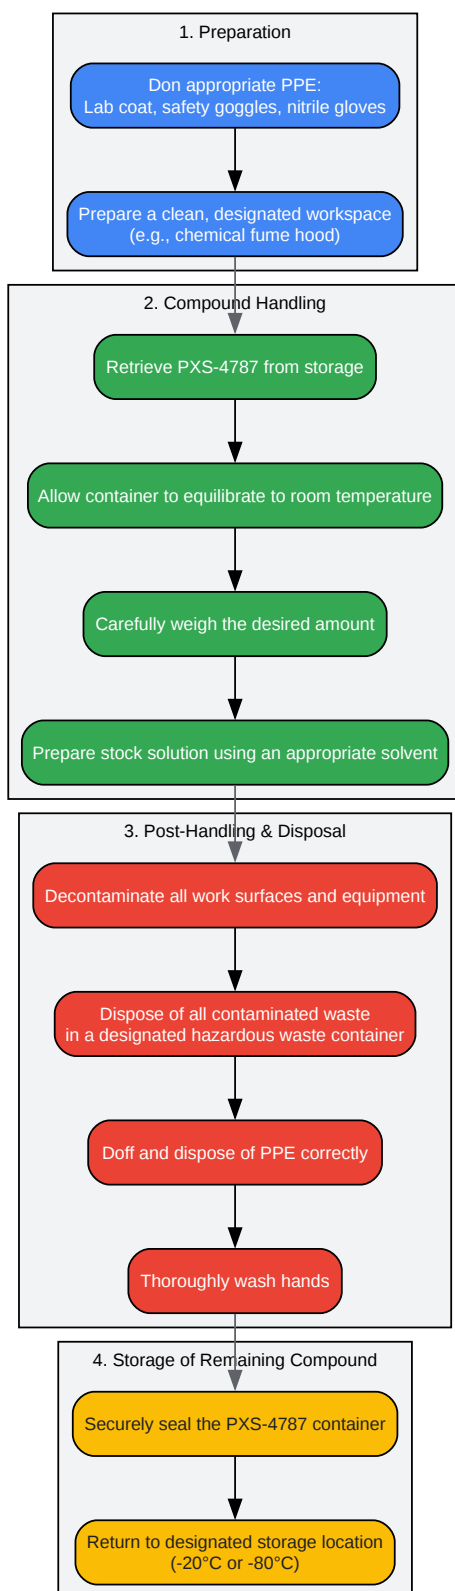 1. Preparation
Don appropriate PPE:
Lab coat, safety goggles, nitrile gloves
Prepare a clean, designated workspace
(e.g., chemical fume hood)
2. Compound Handling
Retrieve PXS-4787 from storage
Allow container to equilibrate to room temperature
Carefully weigh the desired amount
Prepare stock solution using an appropriate solvent
3. Post-Handling & Disposal
Decontaminate all work surfaces and equipment
Dispose of all contaminated waste
in a designated hazardous waste container
Doff and dispose of PPE correctly
Thoroughly wash hands
4. Storage of Remaining Compound
Securely seal the PXS-4787 container
Return to designated storage location
(-20°C or -80°C)